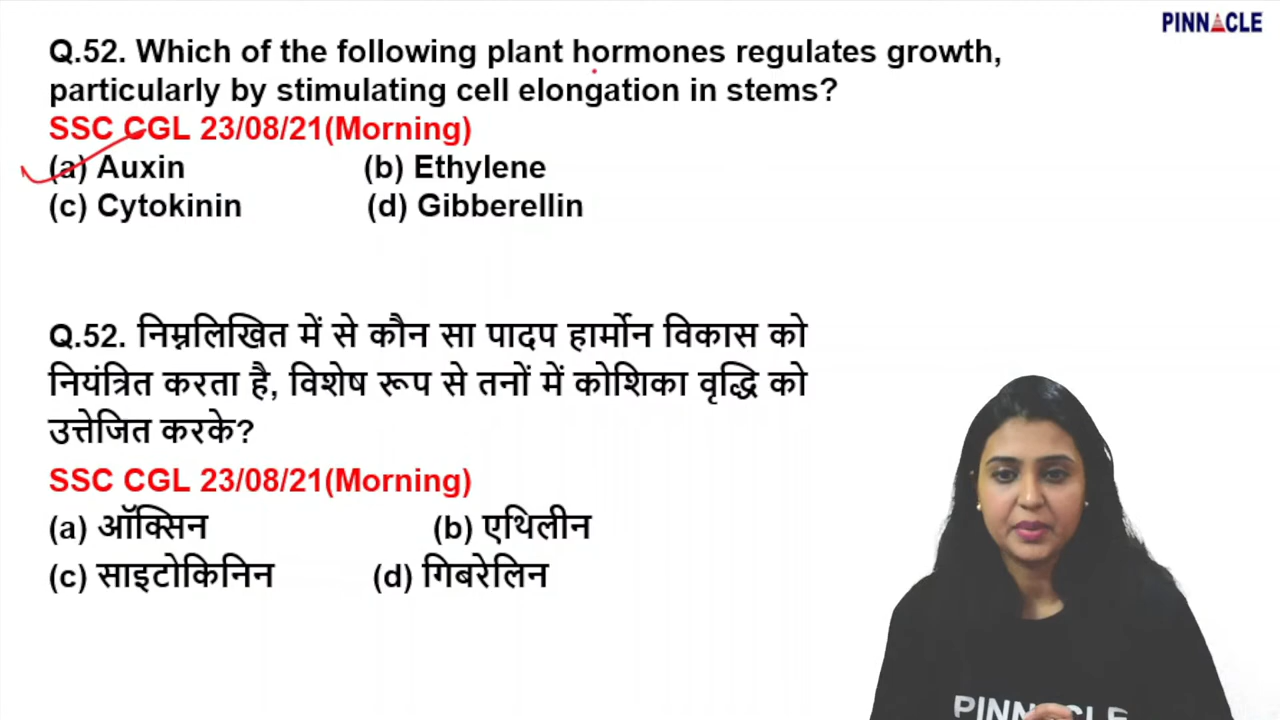 PINNACLE
Q.52. Which of the following plant hormones regulates growth,
particularly by stimulating cell elongation in stems?
SSC CGL 23/08/21(Morning)
(a) Auxin (b) Ethylene
(c) Cytokinin (d) Gibberellin
Q.52. निम्नलिखित में से कौन सा पादप हार्मोन विकास को
नियंत्रित करता है, विशेष रूप से तनों में कोशिका वृद्धि को
उत्तेजित करके?
SSC CGL 23/08/21(Morning)
(a) ऑक्सिन (b) एथिलीन
(c) साइटोकिनिन (d) गिबरेलिन
PINNACLE